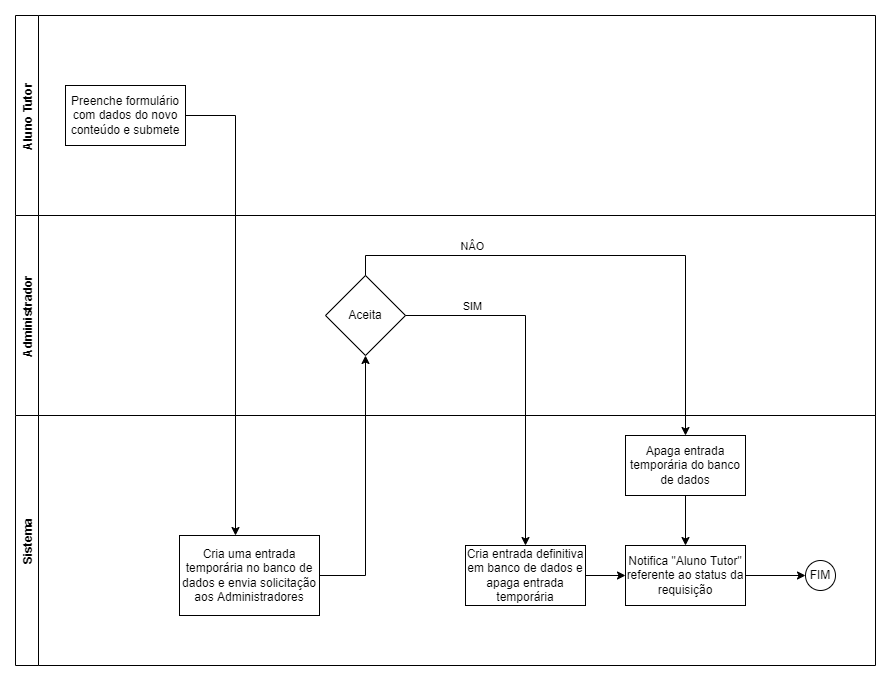 Aluno Tutor
Preenche formulário
com dados do novo
conteúdo e submete
Administrador
NÂO
SIM
Aceita
Sistema
Apaga entrada
temporária do banco
de dados
Cria uma entrada
temporária no banco de
dados e envia solicitação
aos Administradores
Cria entrada definitiva
em banco de dados e
apaga entrada
temporária
Notifica "Aluno Tutor"
referente ao status da
requisição
FIM